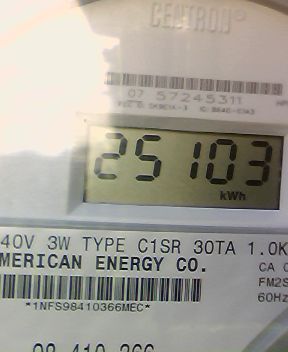 CENTRON®
07 57245311
25103
kWh
40V 3W TYPE C1SR 30TA 1.0K
MERICAN ENERGY CO.
CA 0
FM2S
60Hz
*1NFS98410366MEC*